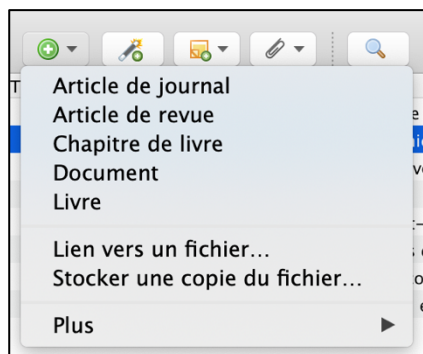 Article de journal
Article de revue
Chapitre de livre
Document
Livre
Lien vers un fichier...
Stocker une copie du fichier...
Plus